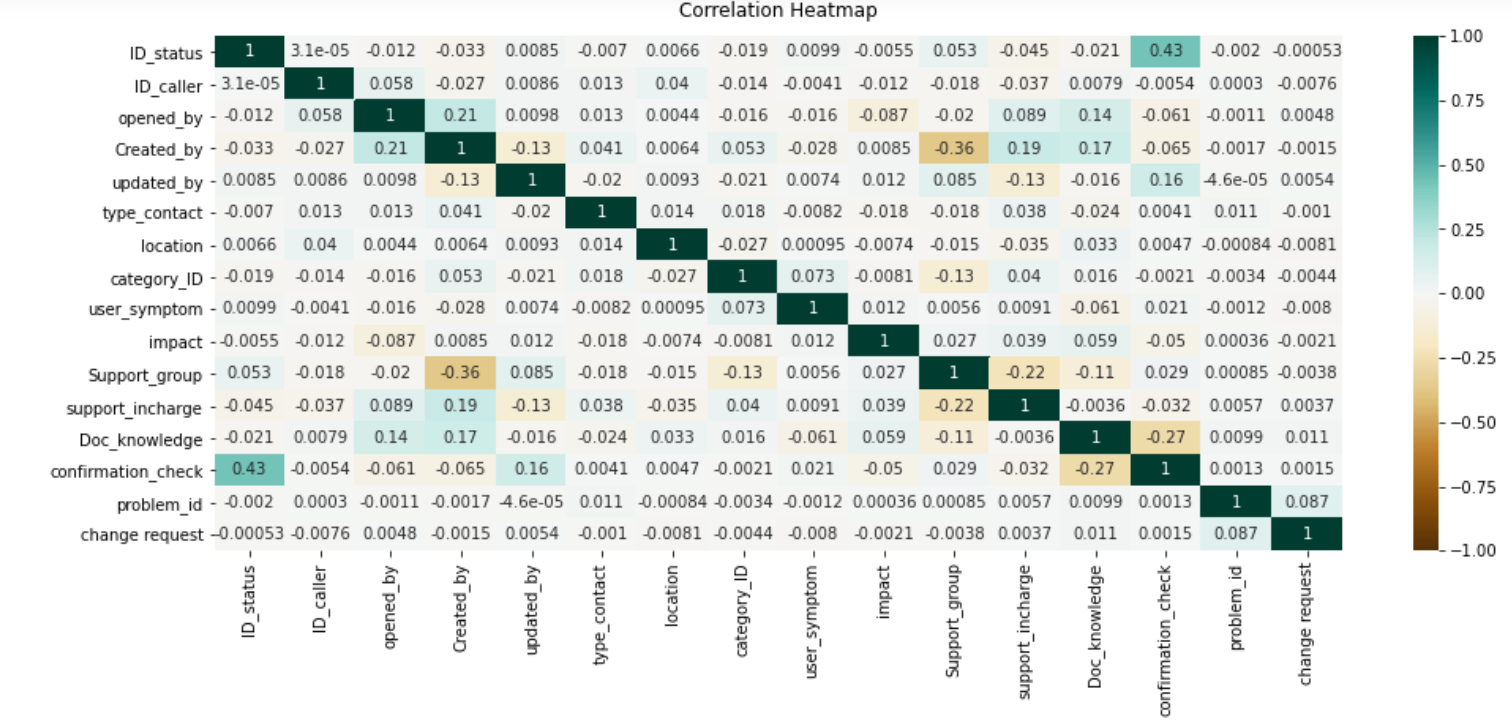 Correlation Heatmap
ID_status 1 3.1e-05 -0.012 -0.033 0.0085 -0.007 0.0066 -0.019 0.0099 -0.0055 0.053 -0.045 -0.021 0.43 -0.002 -0.00053
ID_caller 3.1e-05 1 0.058 -0.027 0.0086 0.013 0.04 -0.014 -0.0041 -0.012 -0.018 -0.037 0.0079 -0.0054 0.0003 -0.0076
opened_by -0.012 0.058 1 0.21 0.0098 0.013 0.0044 -0.016 -0.016 -0.087 -0.02 0.089 0.14 -0.061 -0.0011 0.0048
Created_by -0.033 -0.027 0.21 1 -0.13 0.041 0.0064 0.053 -0.028 0.0085 -0.36 0.19 0.17 -0.065 -0.0017 -0.0015
updated_by 0.0085 0.0086 0.0098 -0.13 1 -0.02 0.0093 -0.021 0.0074 0.012 0.085 -0.13 -0.016 0.16 -4.6e-05 0.0054
type_contact -0.007 0.013 0.013 0.041 -0.02 1 0.014 0.018 -0.0082 -0.018 -0.018 0.038 -0.024 0.0041 0.011 -0.001
location 0.0066 0.04 0.0044 0.0064 0.0093 0.014 1 -0.027 0.00095 -0.0074 -0.015 -0.035 0.033 0.0047 -0.00084 -0.0081
category_ID -0.019 -0.014 -0.016 0.053 -0.021 0.018 -0.027 1 0.073 -0.0081 -0.13 0.04 0.016 -0.0021 -0.0034 -0.0044
user_symptom 0.0099 -0.0041 -0.016 -0.028 0.0074 -0.0082 0.00095 0.073 1 0.012 0.0056 0.0091 -0.061 0.021 -0.0012 -0.008
impact -0.0055 -0.012 -0.087 0.0085 0.012 -0.018 -0.0074 -0.0081 0.012 1 0.027 0.039 0.059 -0.05 0.00036 -0.0021
Support_group 0.053 -0.018 -0.02 -0.36 0.085 -0.018 -0.015 -0.13 0.0056 0.027 1 -0.22 -0.11 0.029 0.00085 -0.0038
support_incharge -0.045 -0.037 0.089 0.19 -0.13 0.038 -0.035 0.04 0.0091 0.039 -0.22 1 -0.0036 -0.032 0.0057 0.0037
Doc_knowledge -0.021 0.0079 0.14 0.17 -0.016 -0.024 0.033 0.016 -0.061 0.059 -0.11 -0.0036 1 -0.27 0.0099 0.011
confirmation_check 0.43 -0.0054 -0.061 -0.065 0.16 0.0041 0.0047 -0.0021 0.021 -0.05 0.029 -0.032 -0.27 1 0.0013 0.0015
problem_id -0.002 0.0003 -0.0011 -0.0017 -4.6e-05 0.011 -0.00084 -0.0034 -0.0012 0.00036 0.00085 0.0057 0.0099 0.0013 1 0.087
change request -0.00053 -0.0076 0.0048 -0.0015 0.0054 -0.001 -0.0081 -0.0044 -0.008 -0.0021 -0.0038 0.0037 0.011 0.0015 0.087 1
ID_status
ID_caller
opened_by
Created_by
updated_by
type_contact
location
category_ID
user_symptom
impact
Support_group
support_incharge
Doc_knowledge
confirmation_check
problem_id
change request
1.00
0.75
0.50
0.25
0.00
−0.25
−0.50
−0.75
−1.00